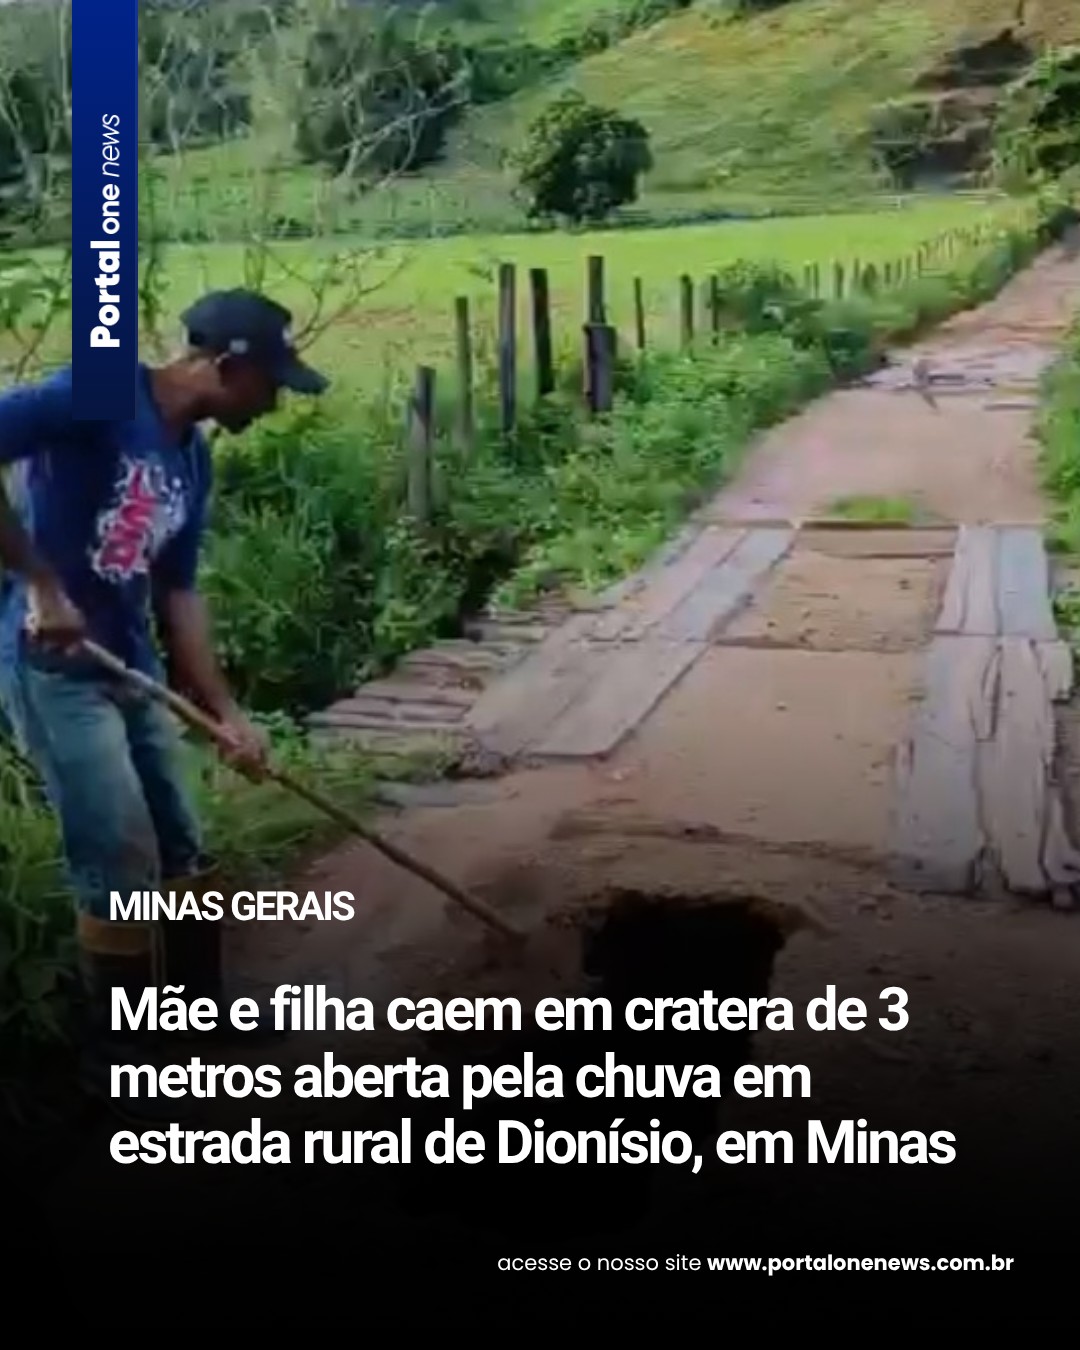 Portal one news
MINAS GERAIS
Mãe e filha caem em cratera de 3
metros aberta pela chuva em
estrada rural de Dionísio, em Minas
acesse o nosso site www.portalonenews.com.br